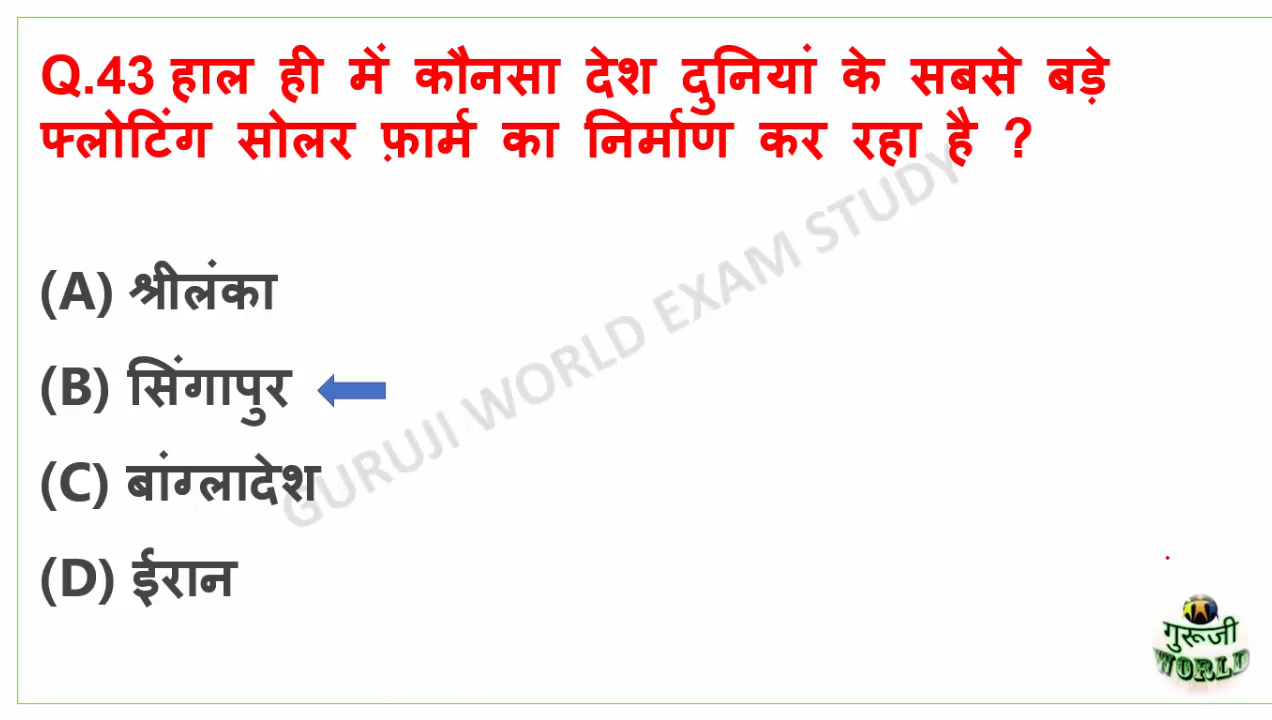 Q.43 हाल ही में कौनसा देश दुनियां के सबसे बड़े
फ्लोटिंग सोलर फ़ार्म का निर्माण कर रहा है ?
GURUJI WORLD EXAM STUDY
(A) श्रीलंका
(B) सिंगापुर
(C) बांग्लादेश
(D) ईरान
गुरूजी
WORLD